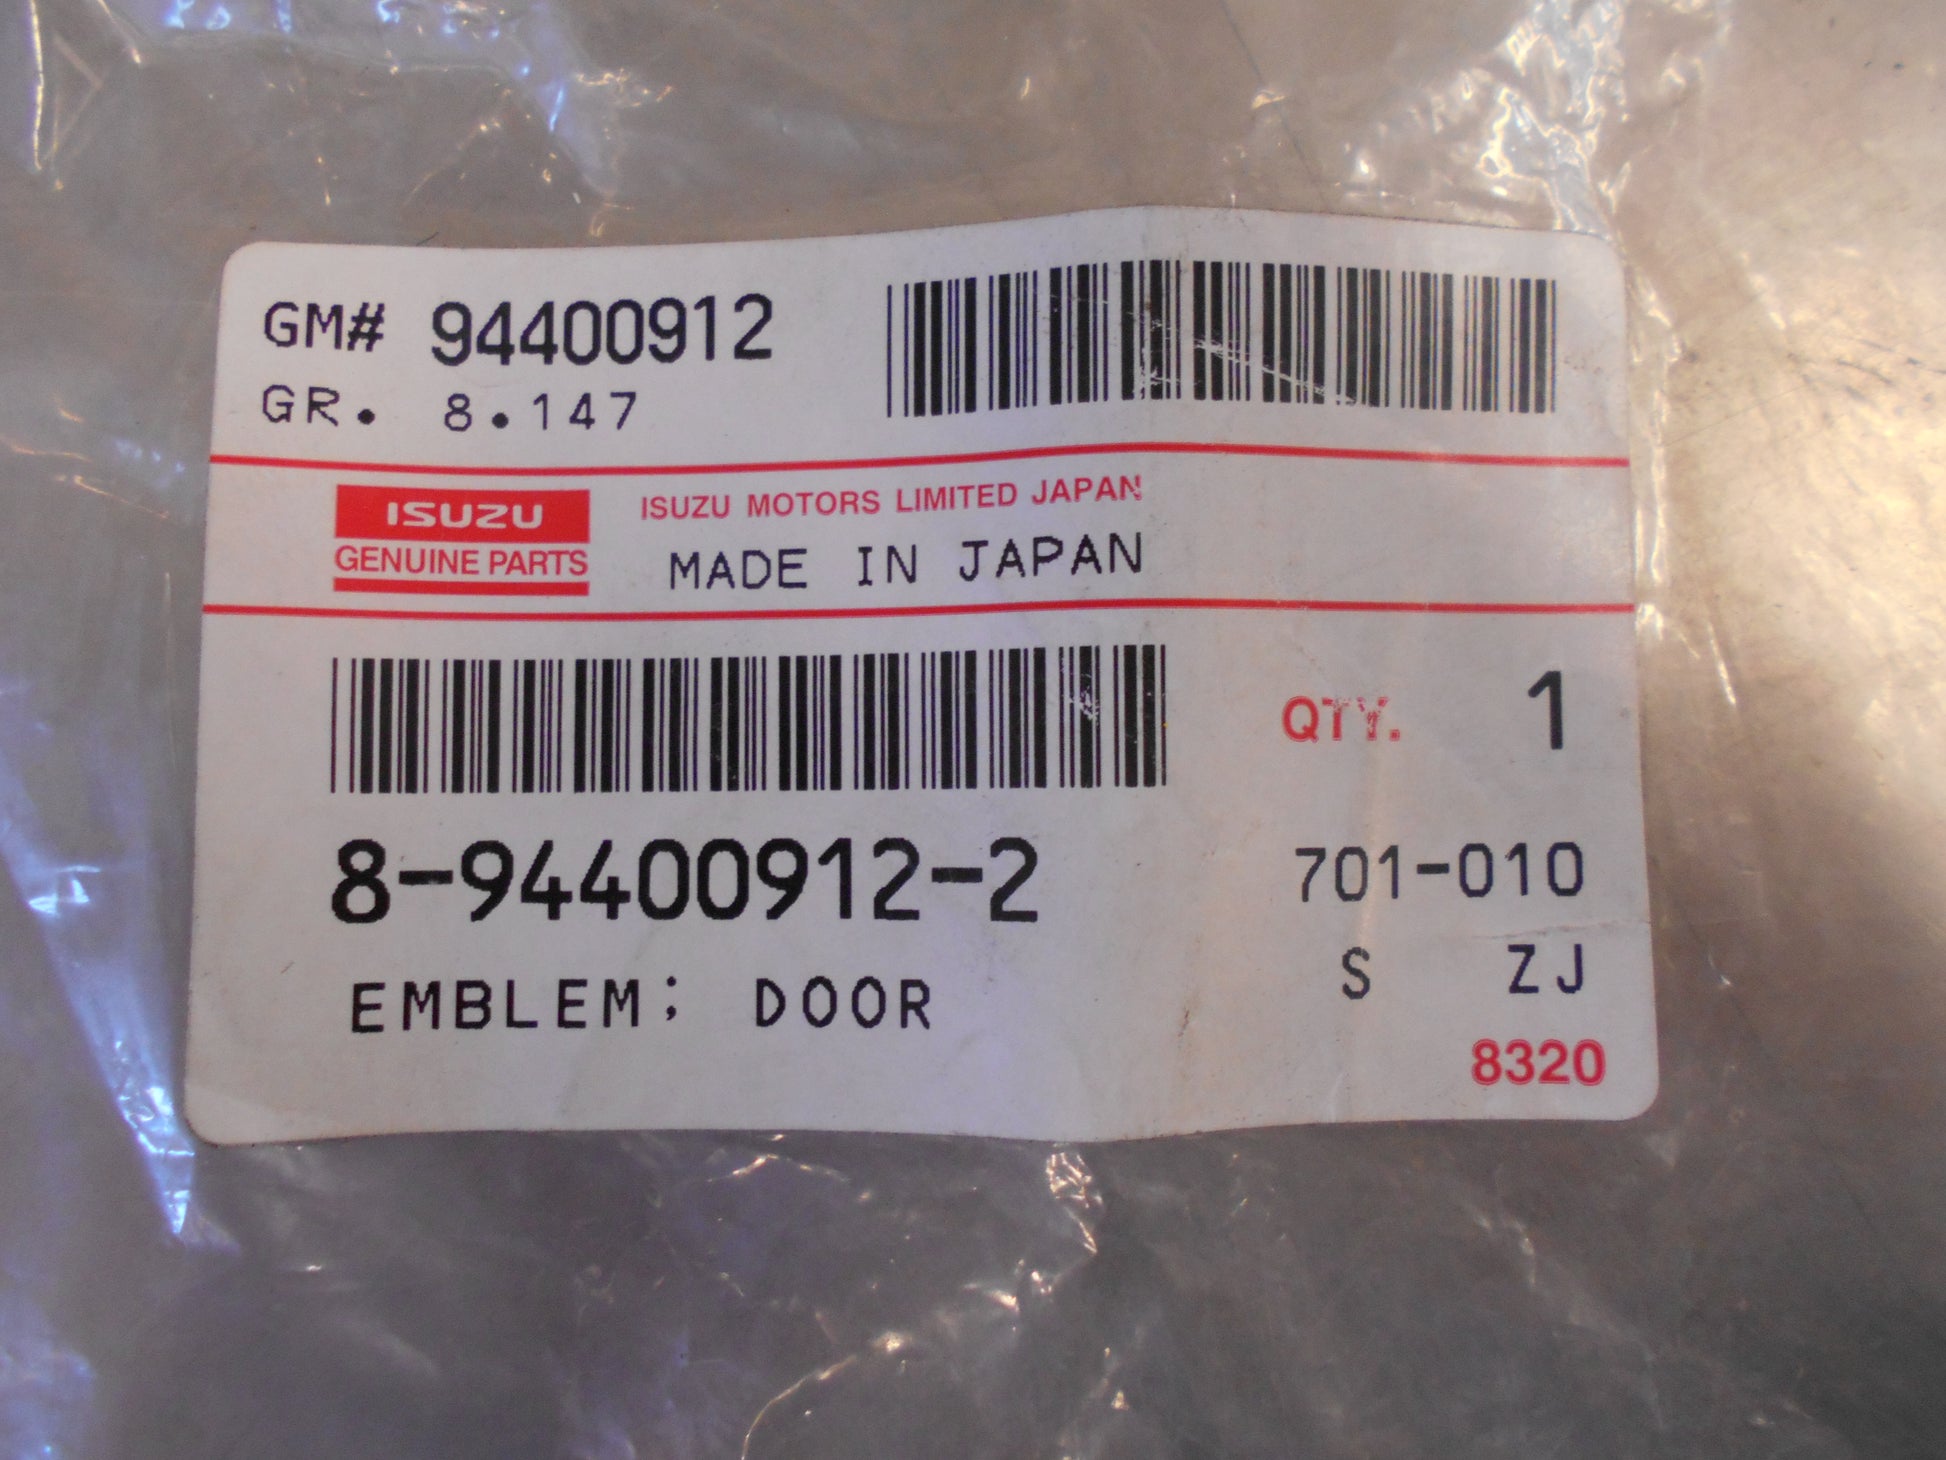 GM# 94400912
GR. 8.147
ISUZU
GENUINE PARTS
ISUZU MOTORS LIMITED JAPAN
MADE IN JAPAN
QTY. 1
8-94400912-2
701-010
EMBLEM; DOOR
S ZJ
8320